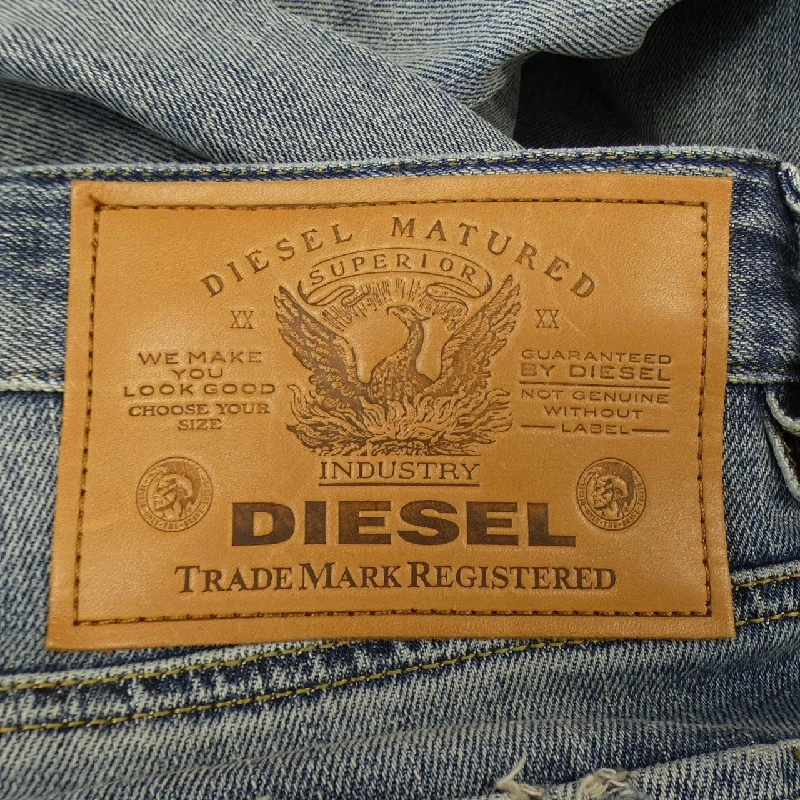 DIESEL MATURED
SUPERIOR
XX
XX
WE MAKE
YOU
LOOK GOOD
CHOOSE YOUR
SIZE
GUARANTEED
BY DIESEL
NOT GENUINE
WITHOUT
LABEL
INDUSTRY
DIESEL
TRADE MARK REGISTERED